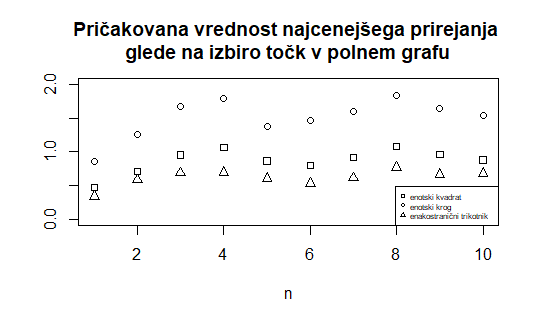 Pričakovana vrednost najcenejšega prirejanja
glede na izbiro točk v polnem grafu
2.0
1.0
0.0
enotski kvadrat
enotski krog
enakostranični trikotnik
2 4 6 8 10
n